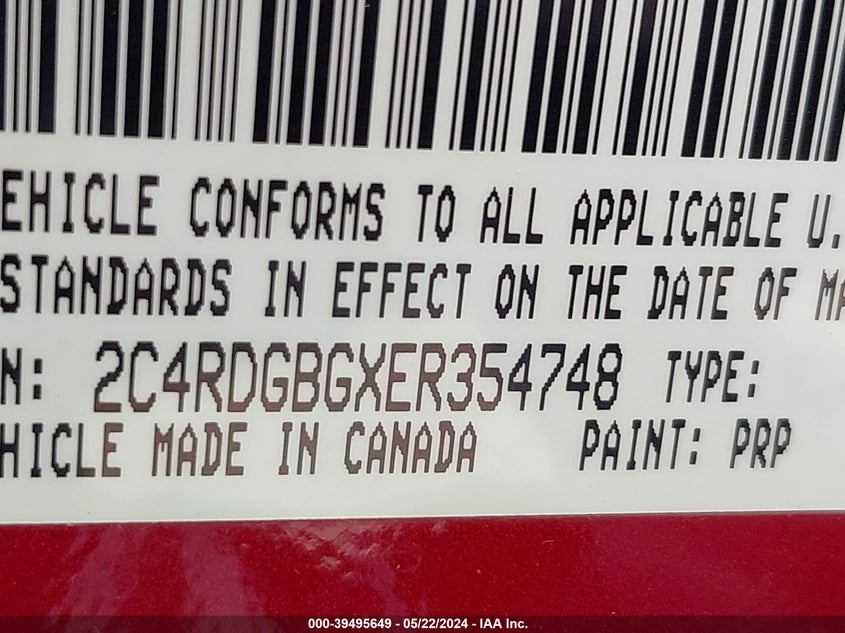 EHICLE CONFORMS TO ALL APPLICABLE U.
STANDARDS IN EFFECT ON THE DATE OF MA
N: 2C4RDGBGXER354748 TYPE:
HICLE MADE IN CANADA PAINT: PRP
000-39495649 - 05/22/2024 - IAA Inc.